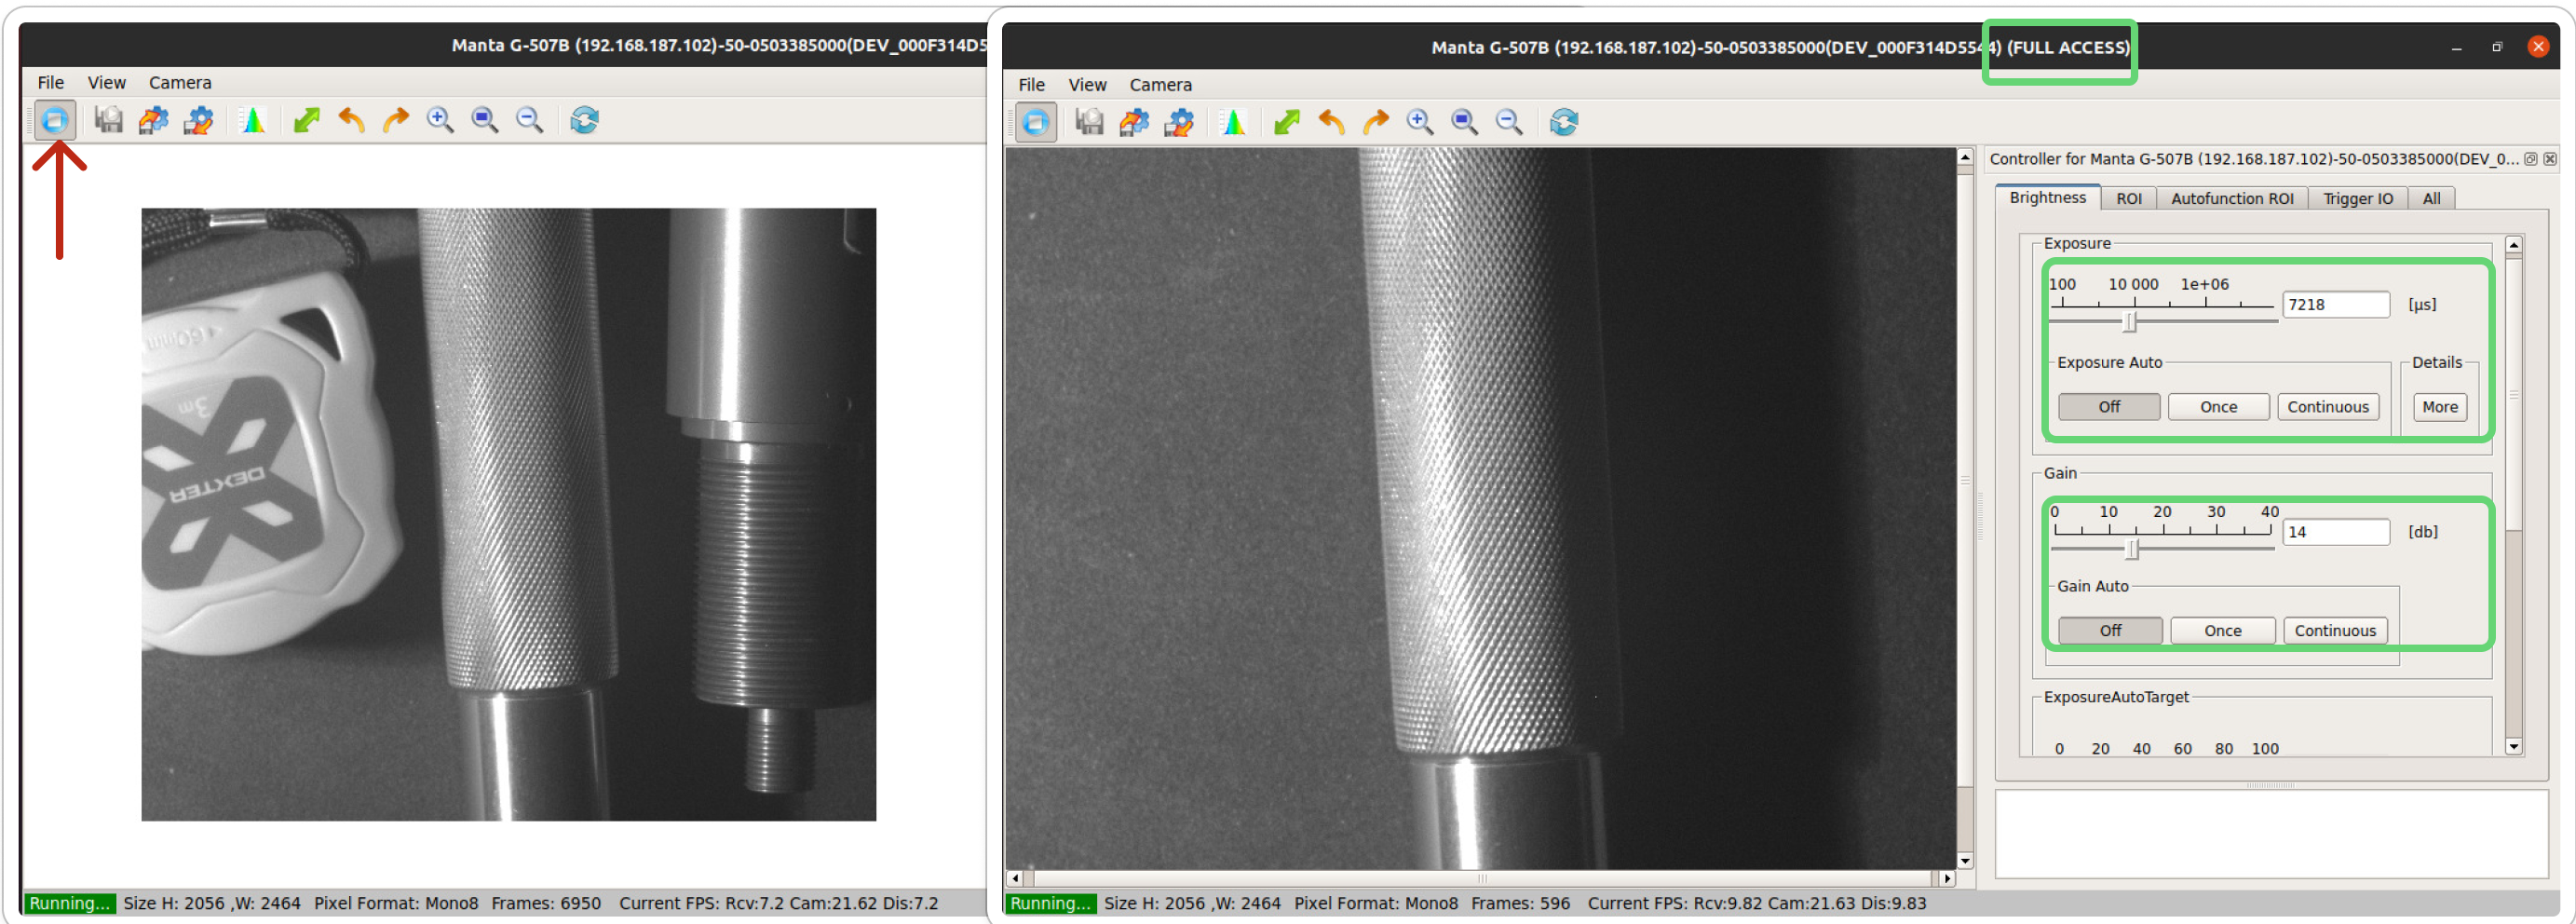 Manta G-507B (192.168.187.102)-50-0503385000(DEV_000F314D5
File View Camera
3m
DEXTER
Running... Size H: 2056 ,W: 2464 Pixel Format: Mono8 Frames: 6950 Current FPS: Rcv:7.2 Cam:21.62 Dis:7.2
Manta G-507B (192.168.187.102)-50-0503385000(DEV_000F314D5544) (FULL ACCESS)
File View Camera
Controller for Manta G-507B (192.168.187.102)-50-0503385000(DEV_0...
Brightness ROI Autofunction ROI Trigger IO All
Exposure
100 10 000 1e+06
7218 [µs]
Exposure Auto Details
Off Once Continuous More
Gain
0 10 20 30 40
14 [db]
Gain Auto
Off Once Continuous
ExposureAutoTarget
0 20 40 60 80 100
Running... Size H: 2056 ,W: 2464 Pixel Format: Mono8 Frames: 596 Current FPS: Rcv:9.82 Cam:21.63 Dis:9.83